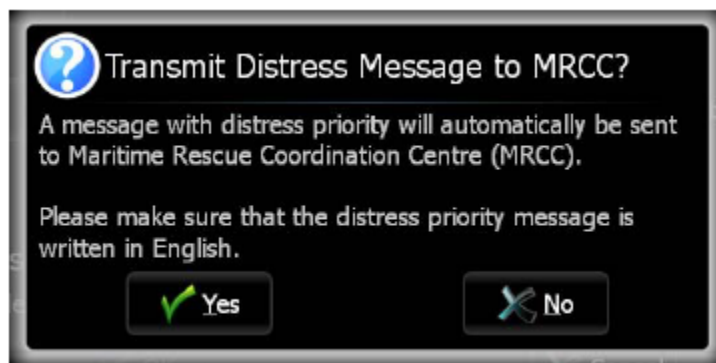 Transmit Distress Message to MRCC?
A message with distress priority will automatically be sent
to Maritime Rescue Coordination Centre (MRCC).
Please make sure that the distress priority message is
written in English.
Yes
No